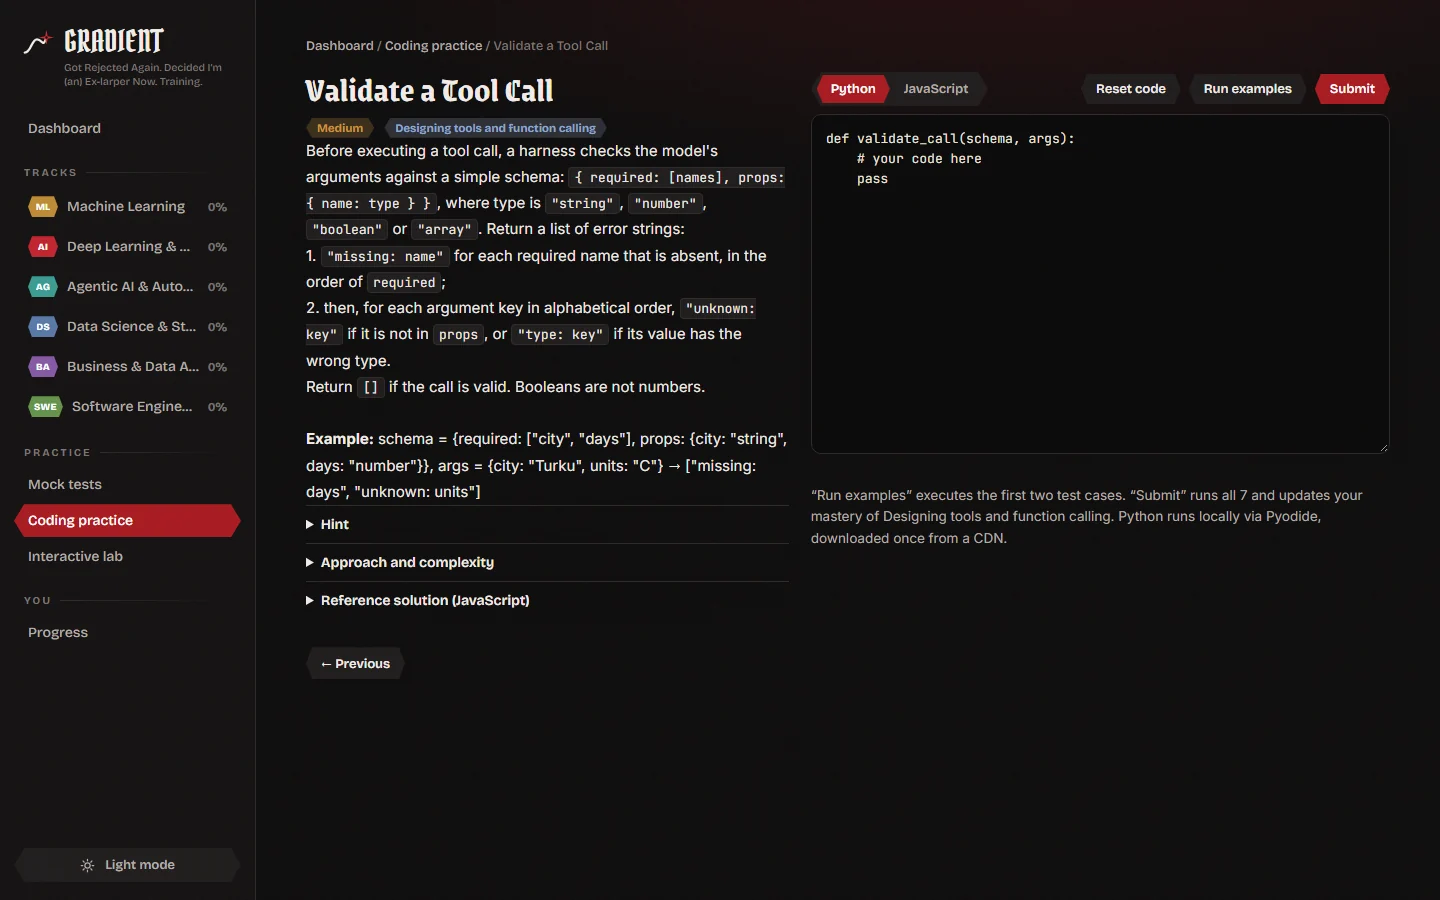 GRADIENT
Got Rejected Again. Decided I'm
(an) Ex-larper Now. Training.
Dashboard
TRACKS
ML Machine Learning 0%
AI Deep Learning & ... 0%
AG Agentic AI & Auto... 0%
DS Data Science & St... 0%
BA Business & Data A... 0%
SWE Software Engine... 0%
PRACTICE
Mock tests
Coding practice
Interactive lab
YOU
Progress
Light mode
Dashboard / Coding practice / Validate a Tool Call
Validate a Tool Call
Medium Designing tools and function calling
Before executing a tool call, a harness checks the model's
arguments against a simple schema: { required: [names], props:
{ name: type } }, where type is "string", "number",
"boolean" or "array". Return a list of error strings:
1. "missing: name" for each required name that is absent, in the
order of required;
2. then, for each argument key in alphabetical order, "unknown:
key" if it is not in props, or "type: key" if its value has the
wrong type.
Return [] if the call is valid. Booleans are not numbers.
Example: schema = {required: ["city", "days"], props: {city: "string",
days: "number"}}, args = {city: "Turku", units: "C"} → ["missing:
days", "unknown: units"]
▶ Hint
▶ Approach and complexity
▶ Reference solution (JavaScript)
← Previous
Python JavaScript Reset code Run examples Submit
def validate_call(schema, args):
    # your code here
    pass
“Run examples” executes the first two test cases. “Submit” runs all 7 and updates your
mastery of Designing tools and function calling. Python runs locally via Pyodide,
downloaded once from a CDN.